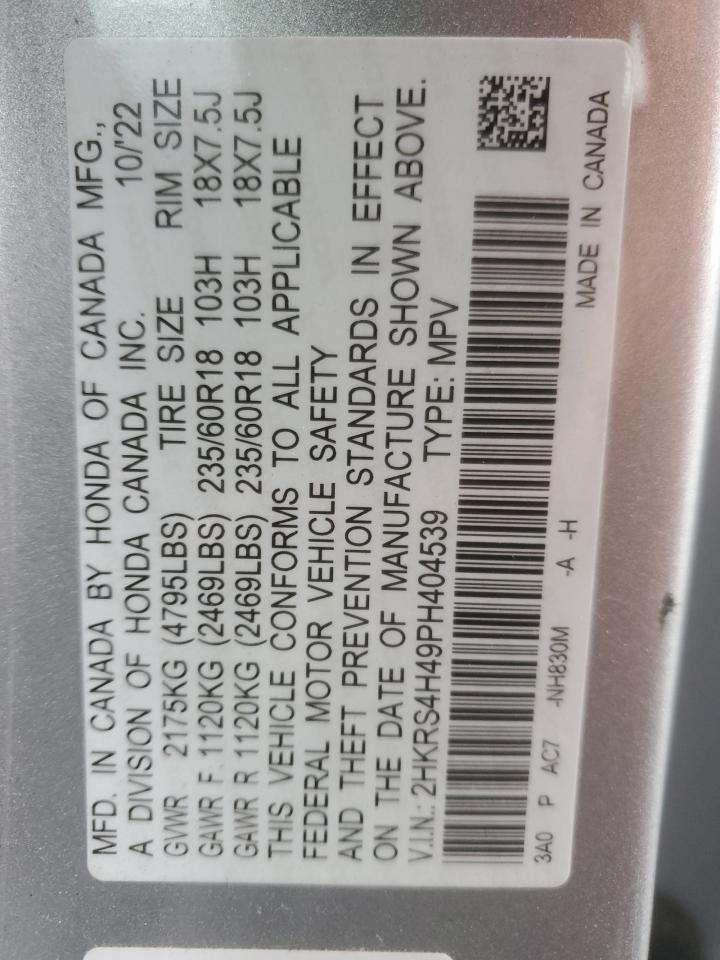 MFD. IN CANADA BY HONDA OF CANADA MFG.,
A DIVISION OF HONDA CANADA INC. 10/'22
GVWR 2175KG (4795LBS) TIRE SIZE RIM SIZE
GAWR F 1120KG (2469LBS) 235/60R18 103H 18X7.5J
GAWR R 1120KG (2469LBS) 235/60R18 103H 18X7.5J
THIS VEHICLE CONFORMS TO ALL APPLICABLE
FEDERAL MOTOR VEHICLE SAFETY
AND THEFT PREVENTION STANDARDS IN EFFECT
ON THE DATE OF MANUFACTURE SHOWN ABOVE.
V.I.N.: 2HKRS4H49PH404539 TYPE: MPV
3A0 P AC7 -NH830M -A -H
MADE IN CANADA